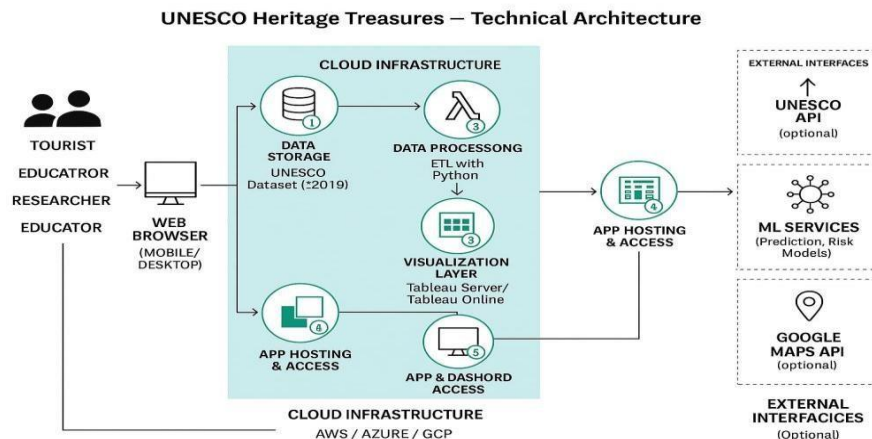 UNESCO Heritage Treasures — Technical Architecture
TOURIST
EDUCATROR
RESEARCHER
EDUCATOR
WEB
BROWSER
(MOBILE/
DESKTOP)
CLOUD INFRASTRUCTURE
1
DATA
STORAGE
UNESCO
Dataset (±2019)
3
DATA PROCESSONG
ETL with
Python
3
VISUALIZATION
LAYER
Tableau Server/
Tableau Online
4
APP HOSTING
& ACCESS
5
APP & DASHORD
ACCESS
CLOUD INFRASTRUCTURE
AWS / AZURE / GCP
4
APP HOSTING
& ACCESS
EXTERNAL INTERFACES
UNESCO
API
(optional)
ML SERVICES
(Prediction, Risk
Models)
GOOGLE
MAPS API
(optional)
EXTERNAL
INTERFACICES
(Optional)